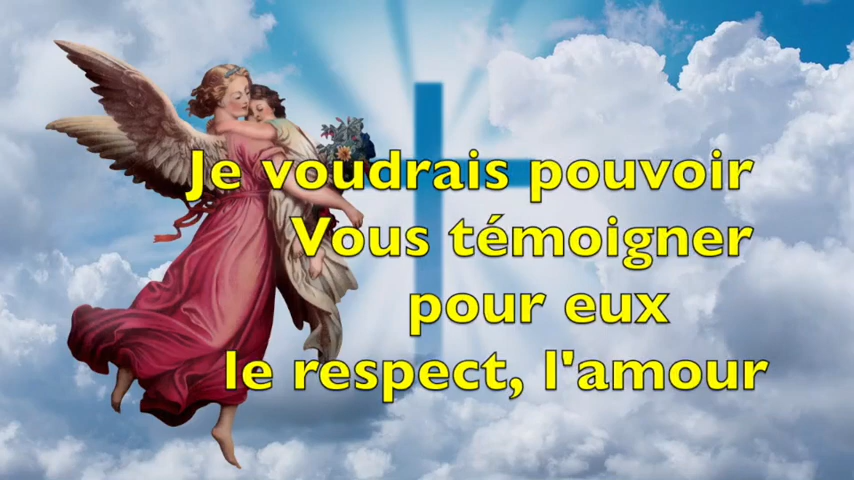 Je voudrais pouvoir
Vous témoigner
pour eux
le respect, l'amour